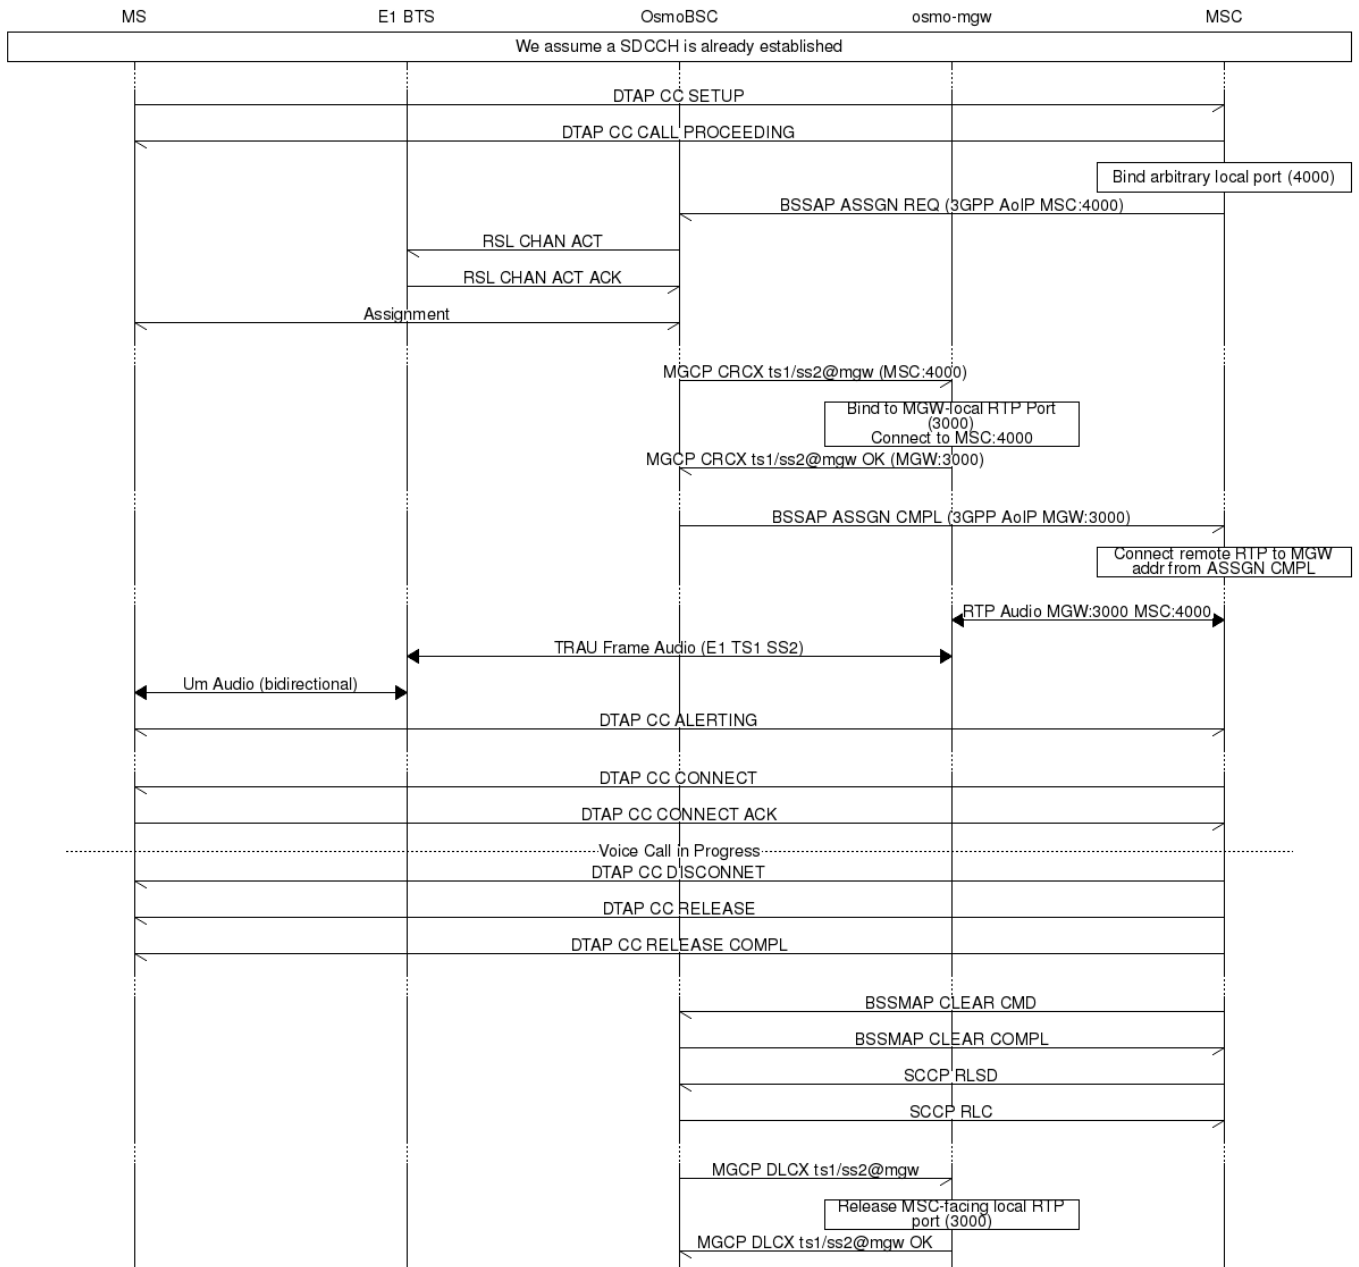 MS E1 BTS OsmoBSC osmo-mgw MSC
We assume a SDCCH is already established
DTAP CC SETUP
DTAP CC CALL PROCEEDING
Bind arbitrary local port (4000)
BSSAP ASSGN REQ (3GPP AoIP MSC:4000)
RSL CHAN ACT
RSL CHAN ACT ACK
Assignment
MGCP CRCX ts1/ss2@mgw (MSC:4000)
Bind to MGW-local RTP Port
(3000)
Connect to MSC:4000
MGCP CRCX ts1/ss2@mgw OK (MGW:3000)
BSSAP ASSGN CMPL (3GPP AoIP MGW:3000)
Connect remote RTP to MGW
addr from ASSGN CMPL
RTP Audio MGW:3000 MSC:4000
TRAU Frame Audio (E1 TS1 SS2)
Um Audio (bidirectional)
DTAP CC ALERTING
DTAP CC CONNECT
DTAP CC CONNECT ACK
Voice Call in Progress
DTAP CC DISCONNET
DTAP CC RELEASE
DTAP CC RELEASE COMPL
BSSMAP CLEAR CMD
BSSMAP CLEAR COMPL
SCCP RLSD
SCCP RLC
MGCP DLCX ts1/ss2@mgw
Release MSC-facing local RTP
port (3000)
MGCP DLCX ts1/ss2@mgw OK